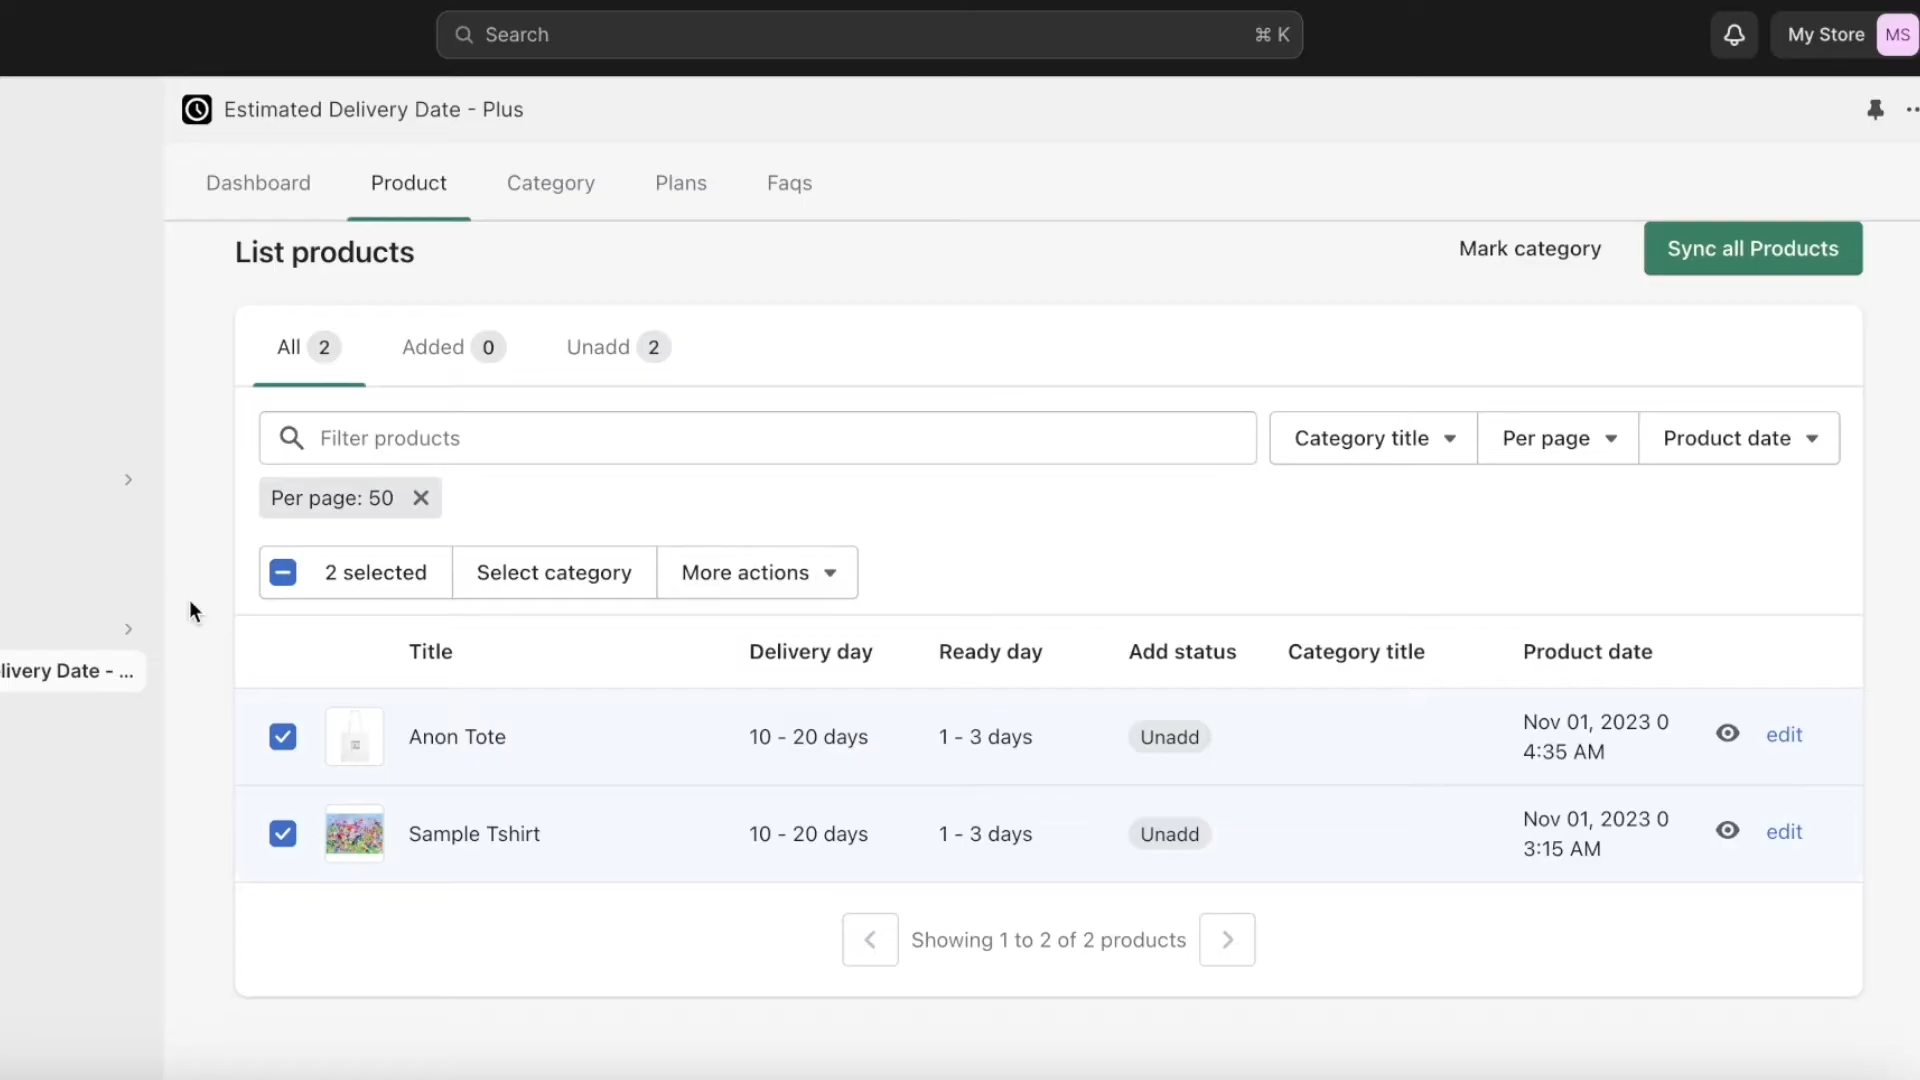 Search
⌘ K
My Store
MS
Estimated Delivery Date - Plus
Dashboard
Product
Category
Plans
Faqs
List products
Mark category
Sync all Products
All 2
Added 0
Unadd 2
Filter products
Category title
Per page
Product date
Per page: 50
2 selected
Select category
More actions
Title
Delivery day
Ready day
Add status
Category title
Product date
livery Date - ...
Anon Tote
10 - 20 days
1 - 3 days
Unadd
Nov 01, 2023 0
4:35 AM
edit
Sample Tshirt
10 - 20 days
1 - 3 days
Unadd
Nov 01, 2023 0
3:15 AM
edit
Showing 1 to 2 of 2 products